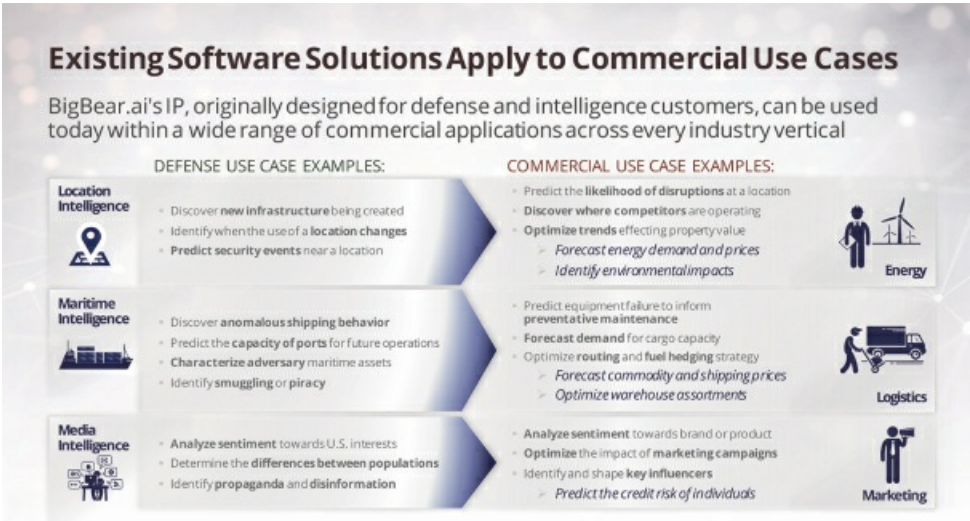 Existing Software Solutions Apply to Commercial Use Cases
BigBear.ai's IP, originally designed for defense and intelligence customers, can be used
today within a wide range of commercial applications across every industry vertical
DEFENSE USE CASE EXAMPLES:
COMMERCIAL USE CASE EXAMPLES:
Location
Intelligence
Discover new infrastructure being created
Identify when the use of a location changes
Predict security events near a location
Predict the likelihood of disruptions at a location
Discover where competitors are operating
Optimize trends effecting property value
Forecast energy demand and prices
Identify environmental impacts
Energy
Maritime
Intelligence
Discover anomalous shipping behavior
Predict the capacity of ports for future operations
Characterize adversary maritime assets
Identify smuggling or piracy
Predict equipment failure to inform
preventative maintenance
Forecast demand for cargo capacity
Optimize routing and fuel hedging strategy
Forecast commodity and shipping prices
Optimize warehouse assortments
Logistics
Media
Intelligence
Analyze sentiment towards U.S. interests
Determine the differences between populations
Identify propaganda and disinformation
Analyze sentiment towards brand or product
Optimize the impact of marketing campaigns
Identify and shape key influencers
Predict the credit risk of individuals
Marketing